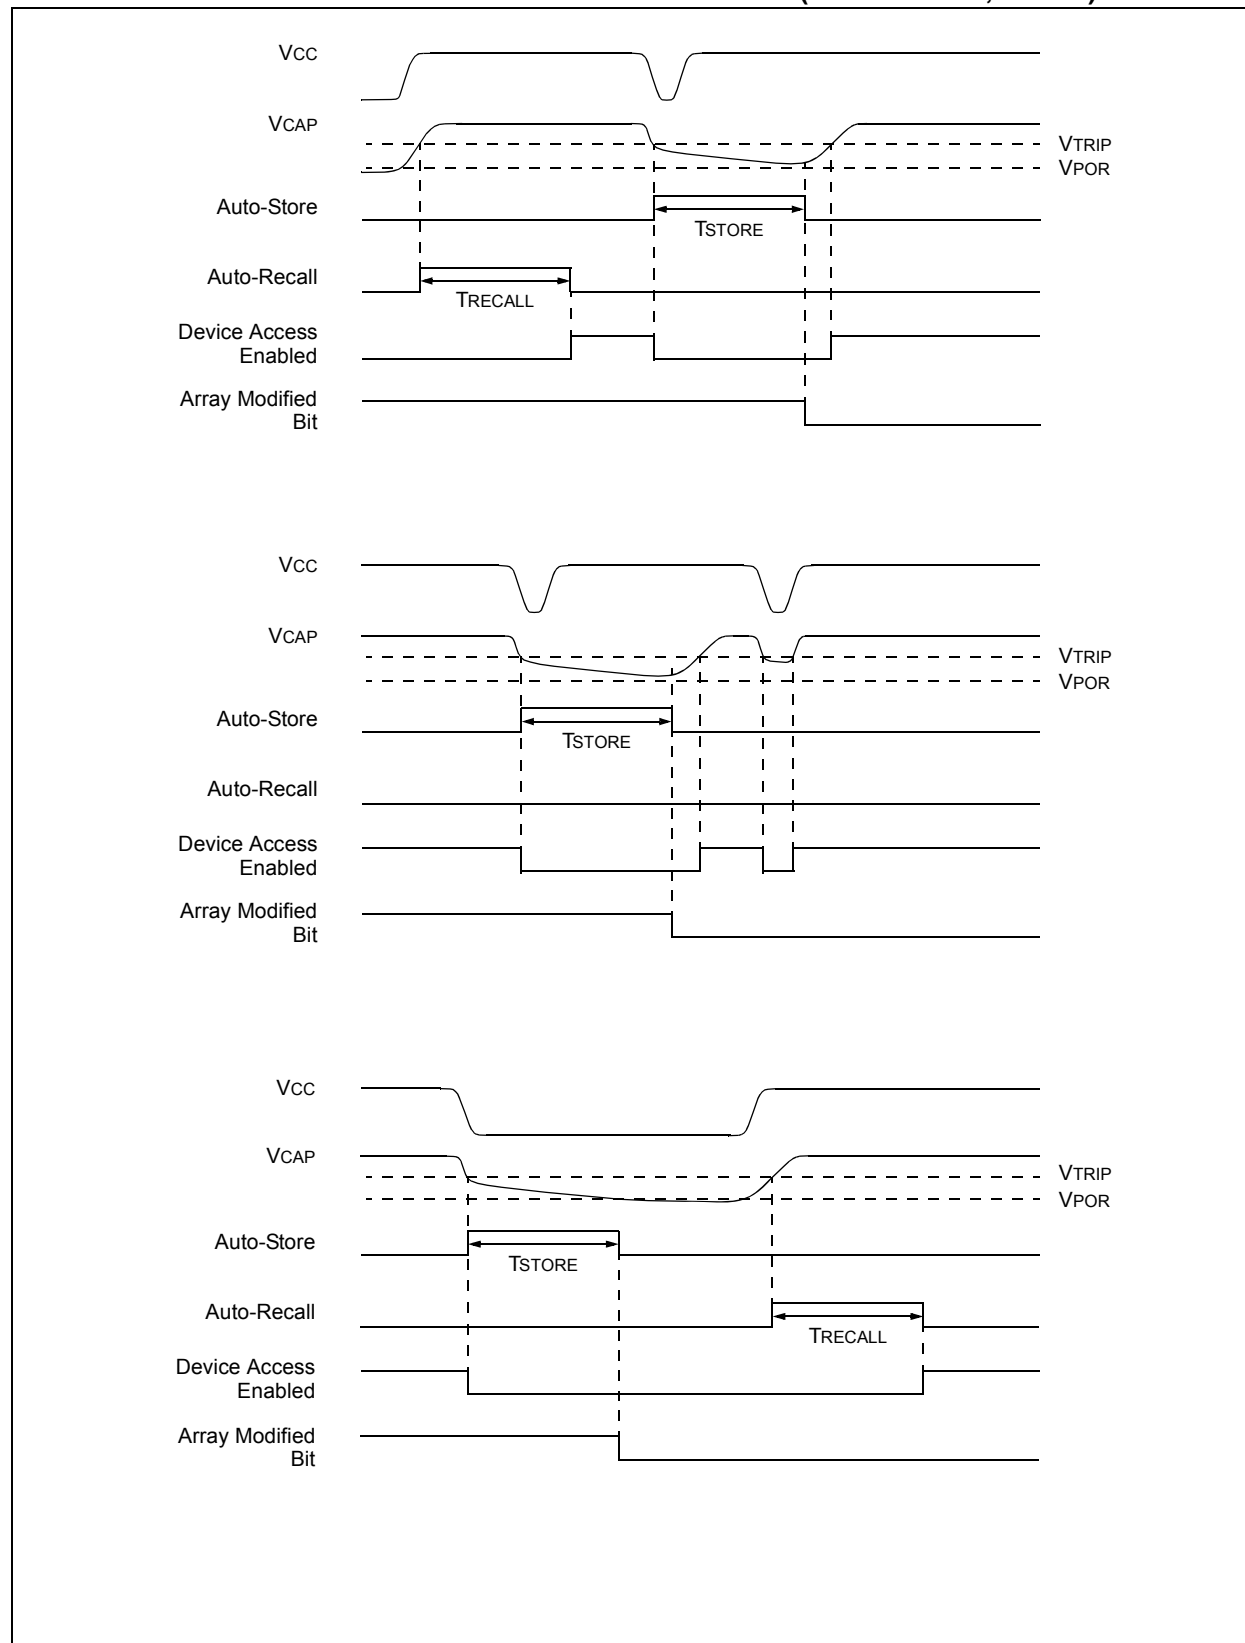 VCC
VCAP
VTRIP
VPOR
Auto-Store
TSTORE
Auto-Recall
TRECALL
Device Access
Enabled
Array Modified
Bit
VCC
VCAP
VTRIP
VPOR
Auto-Store
TSTORE
Auto-Recall
Device Access
Enabled
Array Modified
Bit
VCC
VCAP
VTRIP
VPOR
Auto-Store
TSTORE
Auto-Recall
TRECALL
Device Access
Enabled
Array Modified
Bit